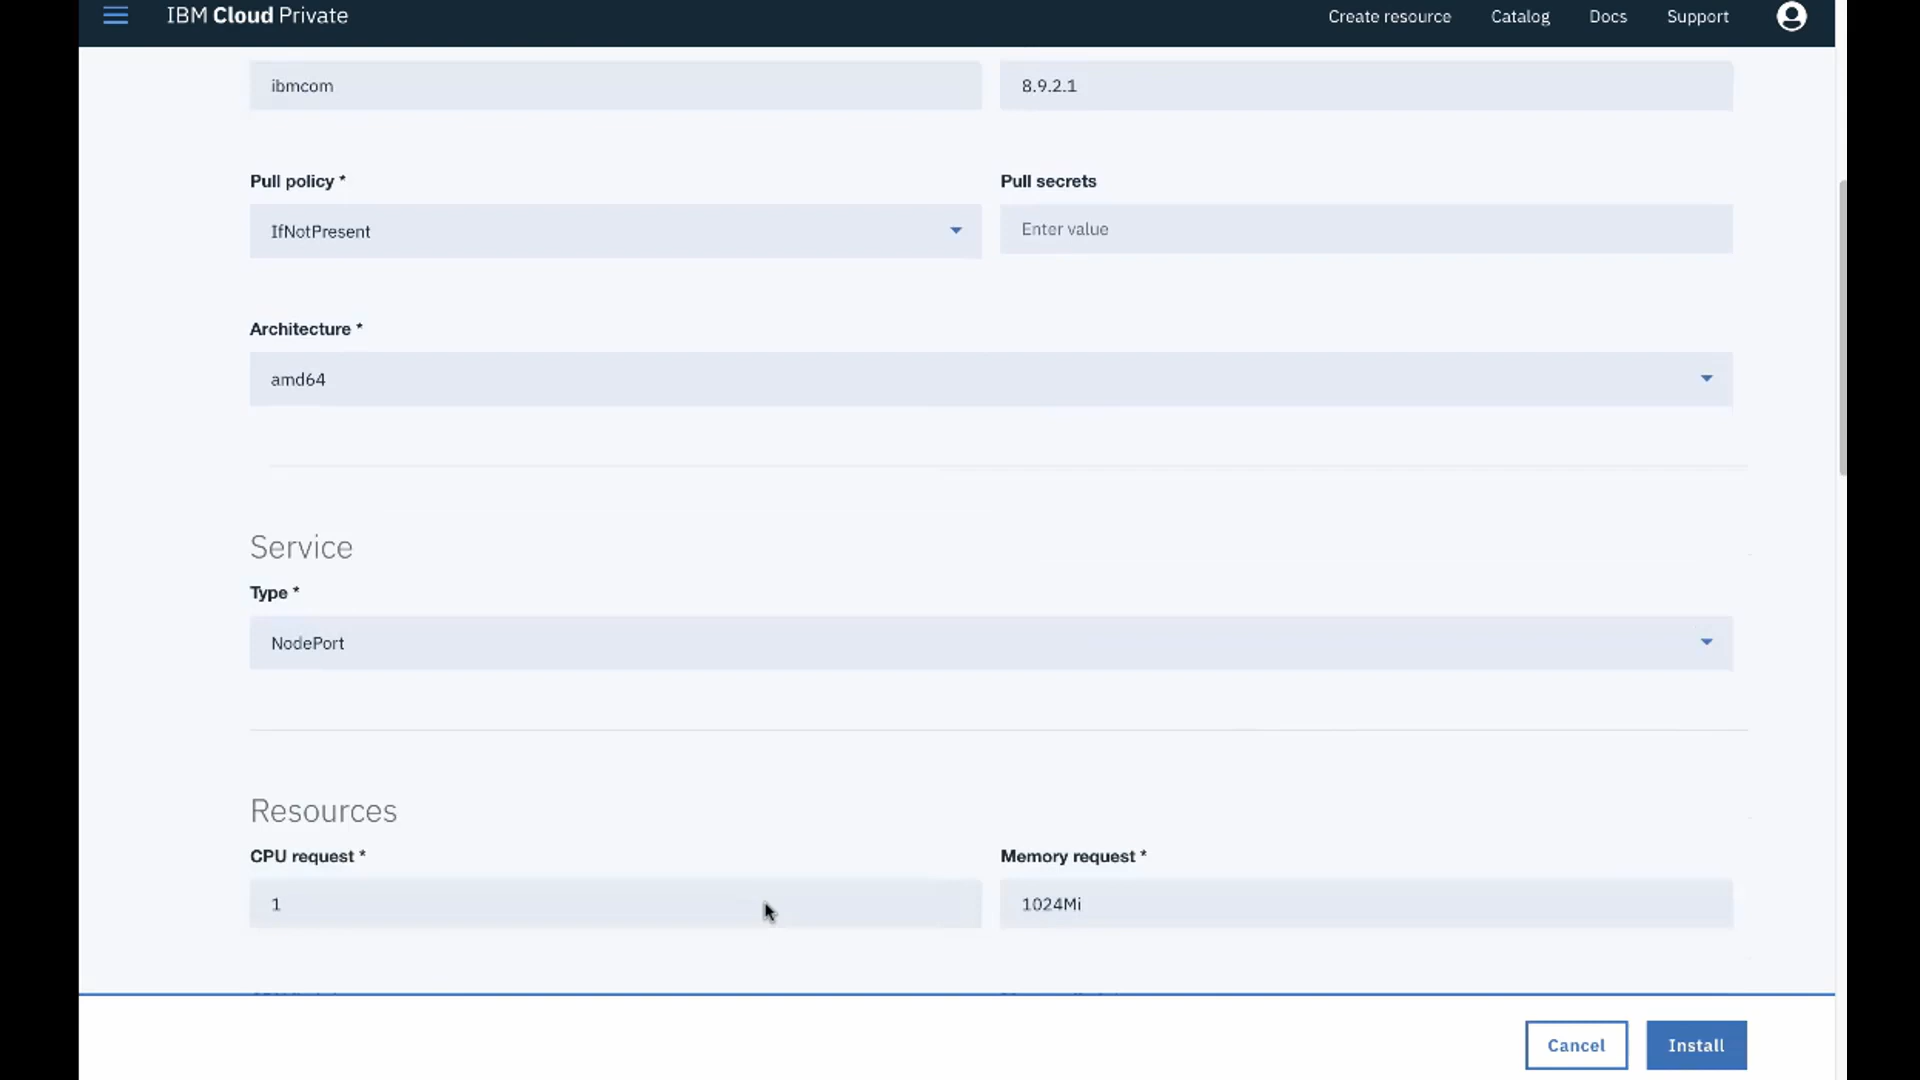 IBM Cloud Private
Create resource Catalog Docs Support
ibmcom 8.9.2.1
Pull policy * Pull secrets
IfNotPresent Enter value
Architecture *
amd64
Service
Type *
NodePort
Resources
CPU request * Memory request *
1 1024Mi
Cancel Install